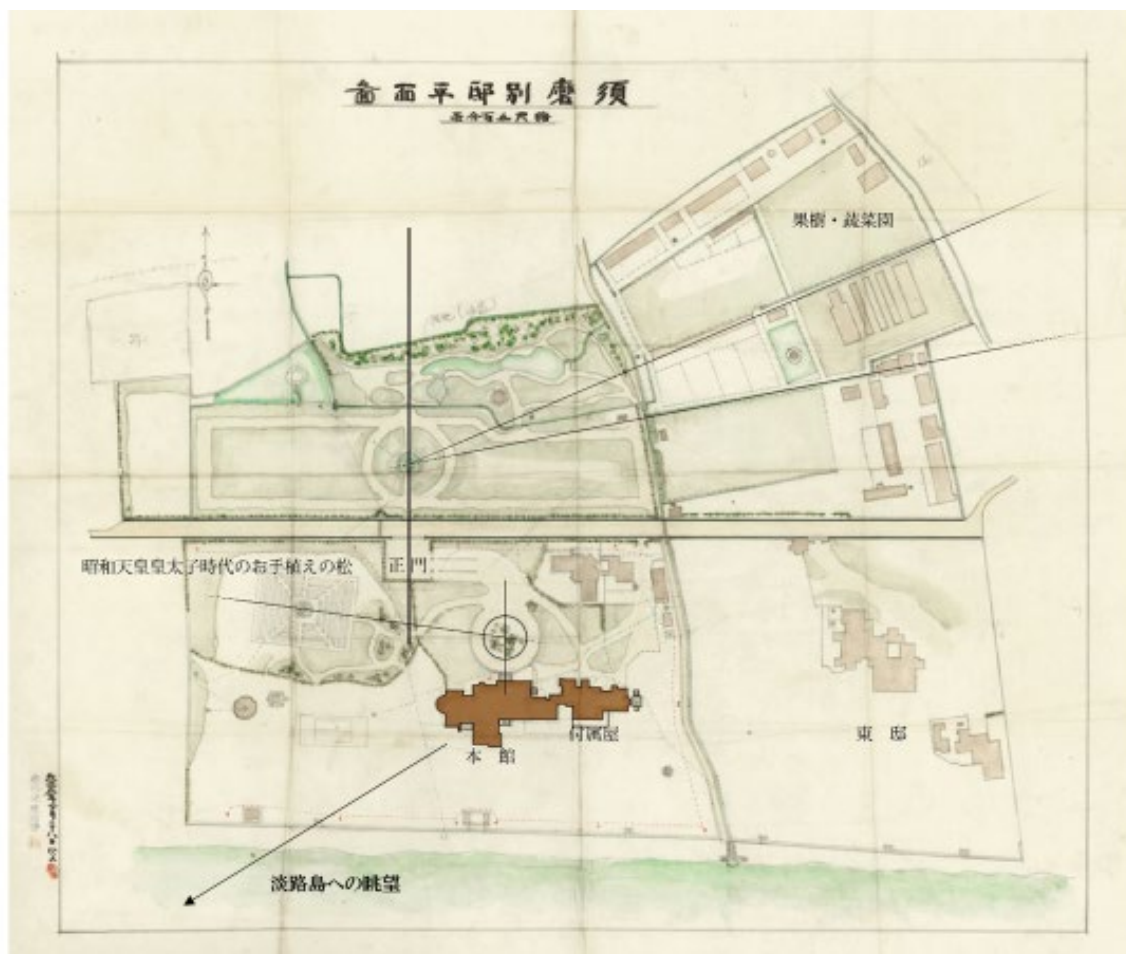 須磨別邸平面啚
果樹・蔬菜園
昭和天皇皇太子時代のお手植えの松
正門
付属屋
本 館
東 邸
淡路島への眺望